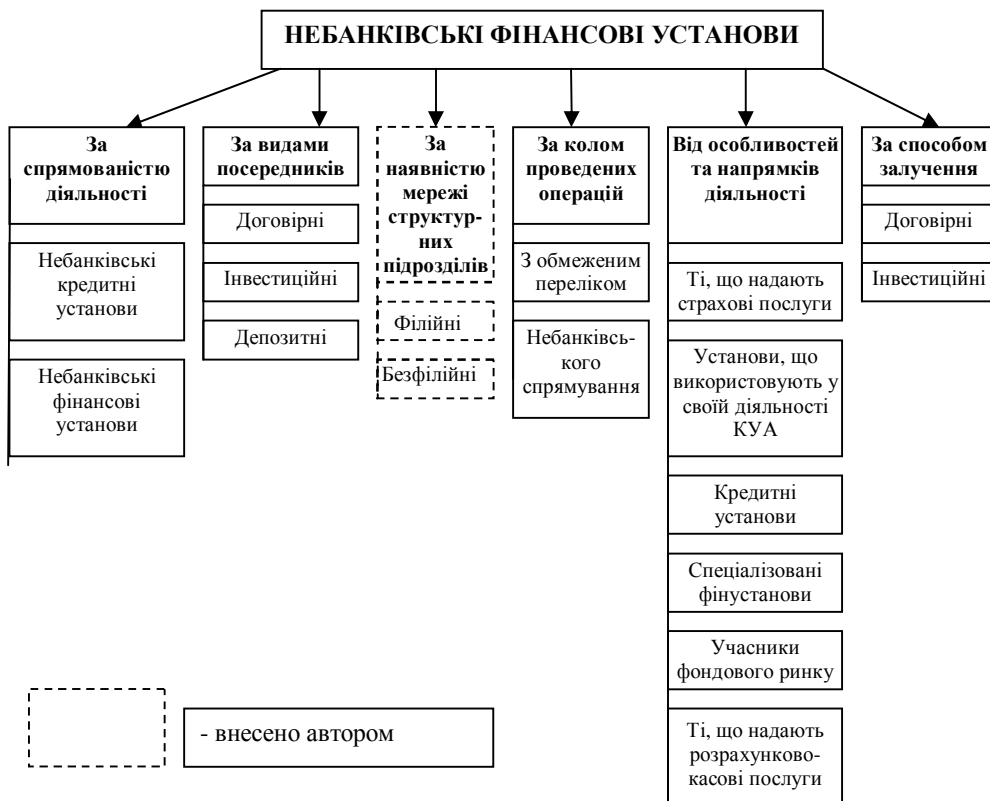 НЕБАНКІВСЬКІ ФІНАНСОВІ УСТАНОВИ
За
спрямованістю
діяльності
Небанківські
кредитні
установи
Небанківські
фінансові
установи
За видами
посередників
Договірні
Інвестиційні
Депозитні
За
наявністю
мережі
структур-
них
підрозділів
Філійні
Безфілійні
За колом
проведених
операцій
З обмеженим
переліком
Небанківсь-
кого
спрямування
Від особливостей
та напрямків
діяльності
Ті, що надають
страхові послуги
Установи, що
використовують у
своїй діяльності
КУА
Кредитні
установи
Спеціалізовані
фінустанови
Учасники
фондового ринку
Ті, що надають
розрахунково-
касові послуги
За способом
залучення
Договірні
Інвестиційні
- внесено автором